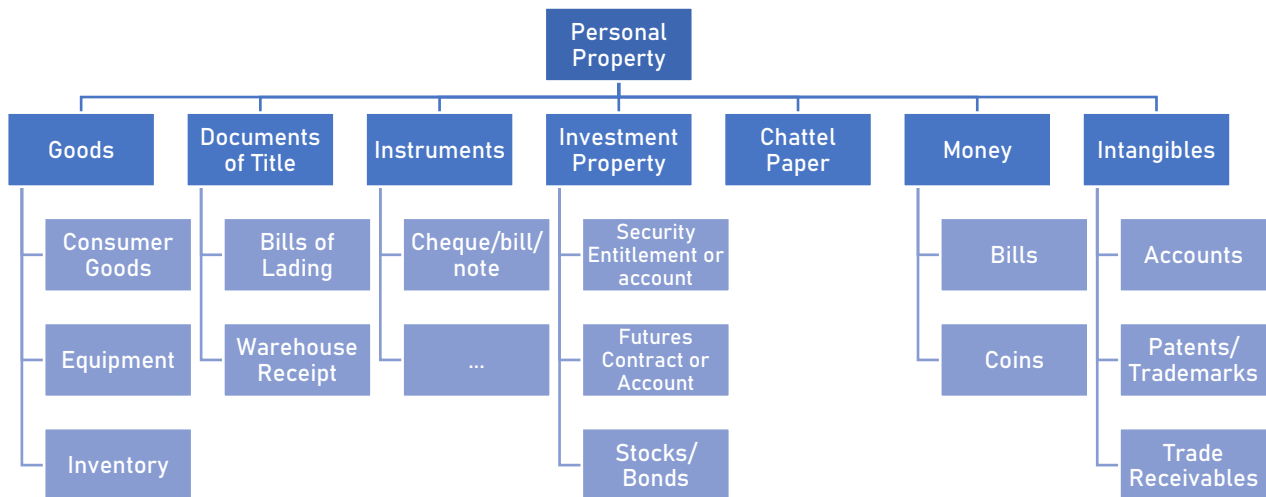 Personal
Property
Goods
Documents
of Title
Instruments
Investment
Property
Chattel
Paper
Money
Intangibles
Consumer
Goods
Equipment
Inventory
Bills of
Lading
Warehouse
Receipt
Cheque/bill/
note
...
Security
Entitlement or
account
Futures
Contract or
Account
Stocks/
Bonds
Bills
Coins
Accounts
Patents/
Trademarks
Trade
Receivables